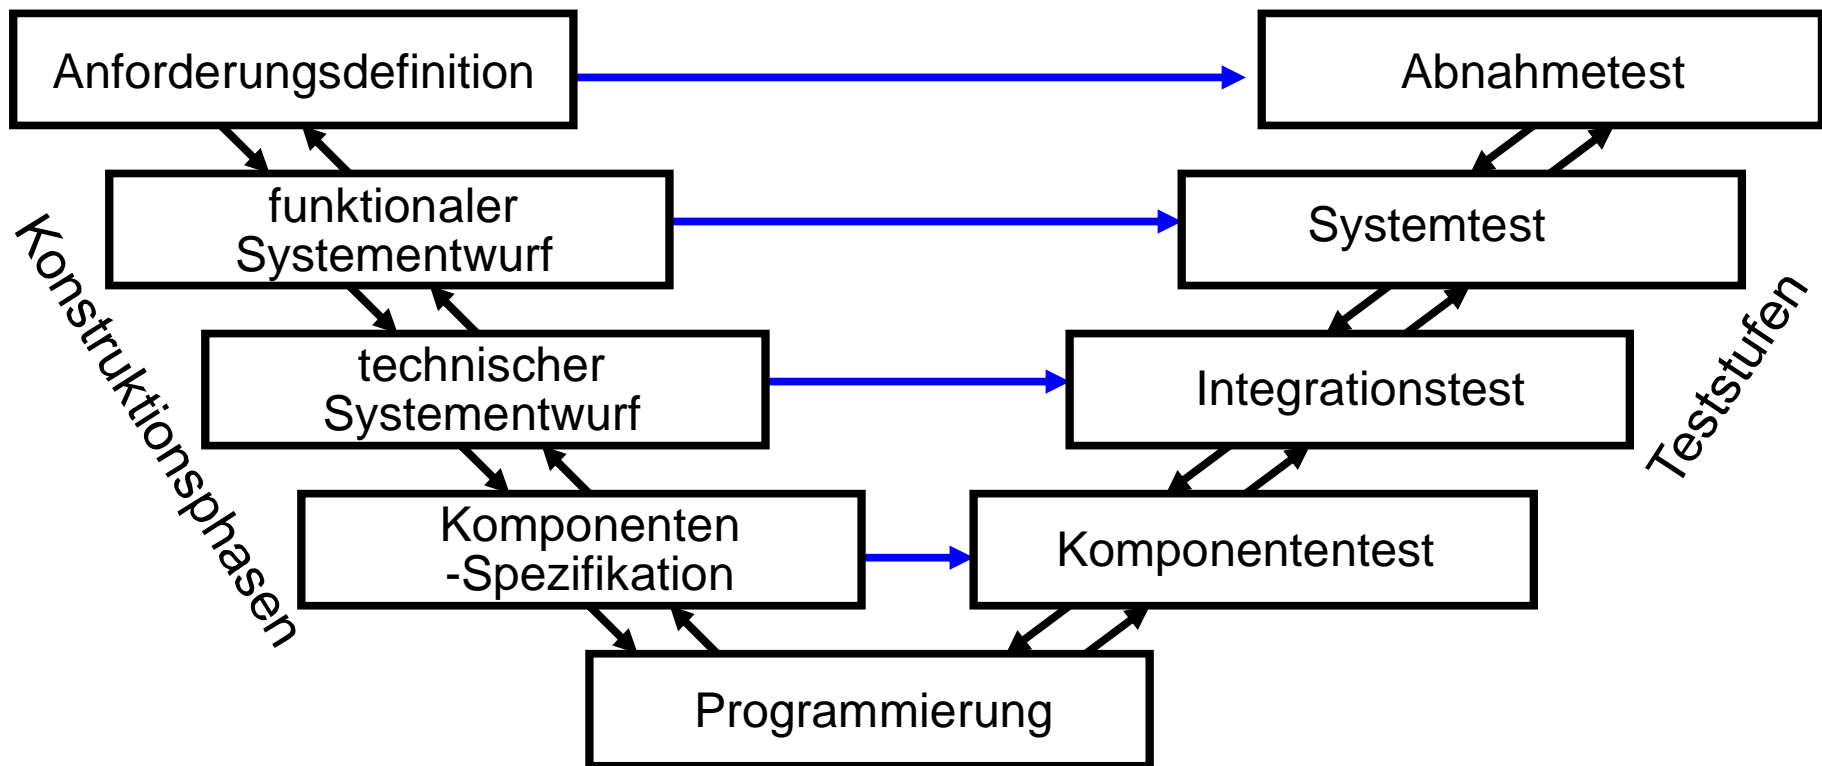 Anforderungsdefinition
Abnahmetest
funktionaler
Systementwurf
Systemtest
Konstruktionsphasen
technischer
Systementwurf
Integrationstest
Teststufen
Komponenten
-Spezifikation
Komponententest
Programmierung